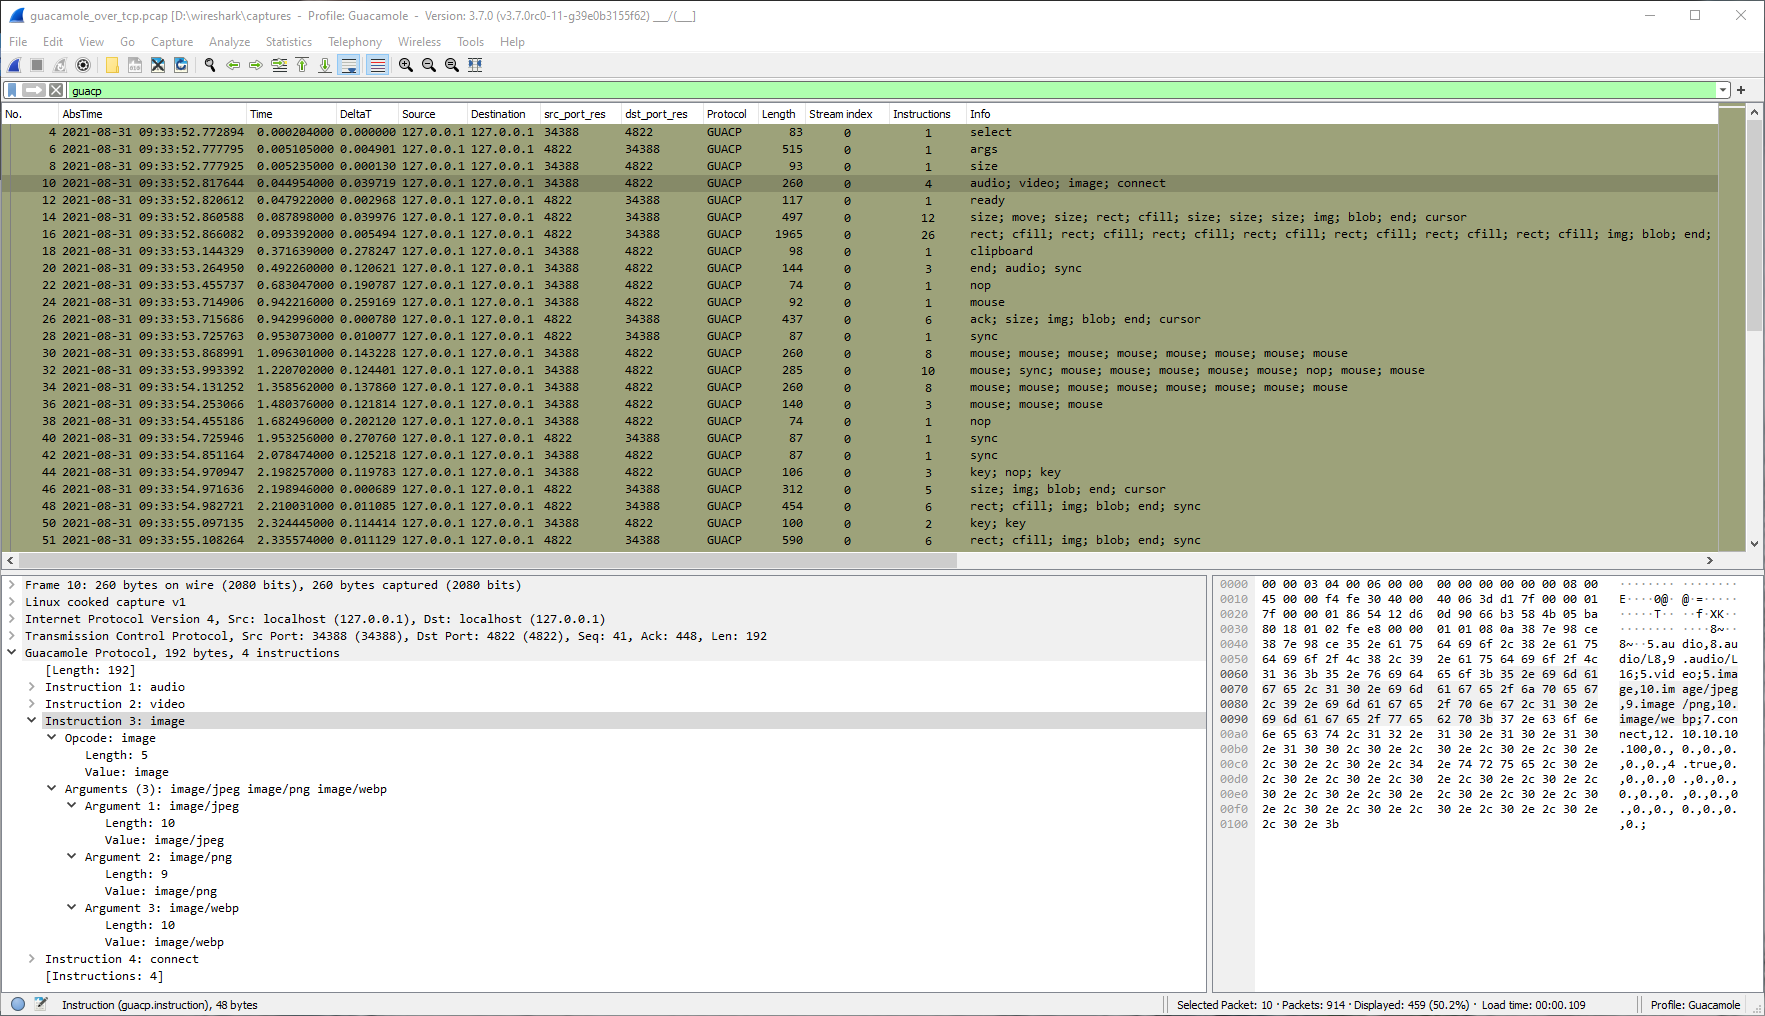 guacamole_over_tcp.pcap [D:\wireshark\captures - Profile: Guacamole - Version: 3.7.0 (v3.7.0rc0-11-g39e0b3155f62) ___/(___]
File Edit View Go Capture Analyze Statistics Telephony Wireless Tools Help
guacp
No. AbsTime Time DeltaT Source Destination src_port_res dst_port_res Protocol Length Stream index Instructions Info
4 2021-08-31 09:33:52.772894 0.000204000 0.000000 127.0.0.1 127.0.0.1 34388 4822 GUACP 83 0 1 select
6 2021-08-31 09:33:52.777795 0.005105000 0.004901 127.0.0.1 127.0.0.1 4822 34388 GUACP 515 0 1 args
8 2021-08-31 09:33:52.777925 0.005235000 0.000130 127.0.0.1 127.0.0.1 34388 4822 GUACP 93 0 1 size
10 2021-08-31 09:33:52.817644 0.044954000 0.039719 127.0.0.1 127.0.0.1 34388 4822 GUACP 260 0 4 audio; video; image; connect
12 2021-08-31 09:33:52.820612 0.047922000 0.002968 127.0.0.1 127.0.0.1 4822 34388 GUACP 117 0 1 ready
14 2021-08-31 09:33:52.860588 0.087898000 0.039976 127.0.0.1 127.0.0.1 4822 34388 GUACP 497 0 12 size; move; size; rect; cfill; size; size; size; img; blob; end; cursor
16 2021-08-31 09:33:52.866082 0.093392000 0.005494 127.0.0.1 127.0.0.1 4822 34388 GUACP 1965 0 26 rect; cfill; rect; cfill; rect; cfill; rect; cfill; rect; cfill; rect; cfill; rect; cfill; img; blob; end;
18 2021-08-31 09:33:53.144329 0.371639000 0.278247 127.0.0.1 127.0.0.1 34388 4822 GUACP 98 0 1 clipboard
20 2021-08-31 09:33:53.264950 0.492260000 0.120621 127.0.0.1 127.0.0.1 34388 4822 GUACP 144 0 3 end; audio; sync
22 2021-08-31 09:33:53.455737 0.683047000 0.190787 127.0.0.1 127.0.0.1 34388 4822 GUACP 74 0 1 nop
24 2021-08-31 09:33:53.714906 0.942216000 0.259169 127.0.0.1 127.0.0.1 34388 4822 GUACP 92 0 1 mouse
26 2021-08-31 09:33:53.715686 0.942996000 0.000780 127.0.0.1 127.0.0.1 4822 34388 GUACP 437 0 6 ack; size; img; blob; end; cursor
28 2021-08-31 09:33:53.725763 0.953073000 0.010077 127.0.0.1 127.0.0.1 4822 34388 GUACP 87 0 1 sync
30 2021-08-31 09:33:53.868991 1.096301000 0.143228 127.0.0.1 127.0.0.1 34388 4822 GUACP 260 0 8 mouse; mouse; mouse; mouse; mouse; mouse; mouse; mouse
32 2021-08-31 09:33:53.993392 1.220702000 0.124401 127.0.0.1 127.0.0.1 34388 4822 GUACP 285 0 10 mouse; sync; mouse; mouse; mouse; mouse; mouse; nop; mouse; mouse
34 2021-08-31 09:33:54.131252 1.358562000 0.137860 127.0.0.1 127.0.0.1 34388 4822 GUACP 260 0 8 mouse; mouse; mouse; mouse; mouse; mouse; mouse; mouse
36 2021-08-31 09:33:54.253066 1.480376000 0.121814 127.0.0.1 127.0.0.1 34388 4822 GUACP 140 0 3 mouse; mouse; mouse
38 2021-08-31 09:33:54.455186 1.682496000 0.202120 127.0.0.1 127.0.0.1 34388 4822 GUACP 74 0 1 nop
40 2021-08-31 09:33:54.725946 1.953256000 0.270760 127.0.0.1 127.0.0.1 4822 34388 GUACP 87 0 1 sync
42 2021-08-31 09:33:54.851164 2.078474000 0.125218 127.0.0.1 127.0.0.1 34388 4822 GUACP 87 0 1 sync
44 2021-08-31 09:33:54.970947 2.198257000 0.119783 127.0.0.1 127.0.0.1 34388 4822 GUACP 106 0 3 key; nop; key
46 2021-08-31 09:33:54.971636 2.198946000 0.000689 127.0.0.1 127.0.0.1 4822 34388 GUACP 312 0 5 size; img; blob; end; cursor
48 2021-08-31 09:33:54.982721 2.210031000 0.011085 127.0.0.1 127.0.0.1 4822 34388 GUACP 454 0 6 rect; cfill; img; blob; end; sync
50 2021-08-31 09:33:55.097135 2.324445000 0.114414 127.0.0.1 127.0.0.1 34388 4822 GUACP 100 0 2 key; key
51 2021-08-31 09:33:55.108264 2.335574000 0.011129 127.0.0.1 127.0.0.1 4822 34388 GUACP 590 0 6 rect; cfill; img; blob; end; sync
Frame 10: 260 bytes on wire (2080 bits), 260 bytes captured (2080 bits)
Linux cooked capture v1
Internet Protocol Version 4, Src: localhost (127.0.0.1), Dst: localhost (127.0.0.1)
Transmission Control Protocol, Src Port: 34388 (34388), Dst Port: 4822 (4822), Seq: 41, Ack: 448, Len: 192
Guacamole Protocol, 192 bytes, 4 instructions
[Length: 192]
Instruction 1: audio
Instruction 2: video
Instruction 3: image
Opcode: image
Length: 5
Value: image
Arguments (3): image/jpeg image/png image/webp
Argument 1: image/jpeg
Length: 10
Value: image/jpeg
Argument 2: image/png
Length: 9
Value: image/png
Argument 3: image/webp
Length: 10
Value: image/webp
Instruction 4: connect
[Instructions: 4]
0000 00 00 03 04 00 06 00 00 00 00 00 00 00 00 08 00 ········ ········
0010 45 00 00 f4 fe 30 40 00 40 06 3d d1 7f 00 00 01 E····0@· @·=·····
0020 7f 00 00 01 86 54 12 d6 0d 90 66 b3 58 4b 05 ba ·····T·· ··f·XK··
0030 80 18 01 02 fe e8 00 00 01 01 08 0a 38 7e 98 ce ········ ····8~··
0040 38 7e 98 ce 35 2e 61 75 64 69 6f 2c 38 2e 61 75 8~··5.au dio,8.au
0050 64 69 6f 2f 4c 38 2c 39 2e 61 75 64 69 6f 2f 4c dio/L8,9 .audio/L
0060 31 36 3b 35 2e 76 69 64 65 6f 3b 35 2e 69 6d 61 16;5.vid eo;5.ima
0070 67 65 2c 31 30 2e 69 6d 61 67 65 2f 6a 70 65 67 ge,10.im age/jpeg
0080 2c 39 2e 69 6d 61 67 65 2f 70 6e 67 2c 31 30 2e ,9.image /png,10.
0090 69 6d 61 67 65 2f 77 65 62 70 3b 37 2e 63 6f 6e image/we bp;7.con
00a0 6e 65 63 74 2c 31 32 2e 31 30 2e 31 30 2e 31 30 nect,12. 10.10.10
00b0 2e 31 30 30 2c 30 2e 2c 30 2e 2c 30 2e 2c 30 2e .100,0., 0.,0.,0.
00c0 2c 30 2e 2c 30 2e 2c 34 2e 74 72 75 65 2c 30 2e ,0.,0.,4 .true,0.
00d0 2c 30 2e 2c 30 2e 2c 30 2e 2c 30 2e 2c 30 2e 2c ,0.,0.,0 .,0.,0.,
00e0 30 2e 2c 30 2e 2c 30 2e 2c 30 2e 2c 30 2e 2c 30 0.,0.,0. ,0.,0.,0
00f0 2e 2c 30 2e 2c 30 2e 2c 30 2e 2c 30 2e 2c 30 2e .,0.,0., 0.,0.,0.
0100 2c 30 2e 3b ,0.;
Instruction (guacp.instruction), 48 bytes
Selected Packet: 10 · Packets: 914 · Displayed: 459 (50.2%) · Load time: 00:00.109
Profile: Guacamole